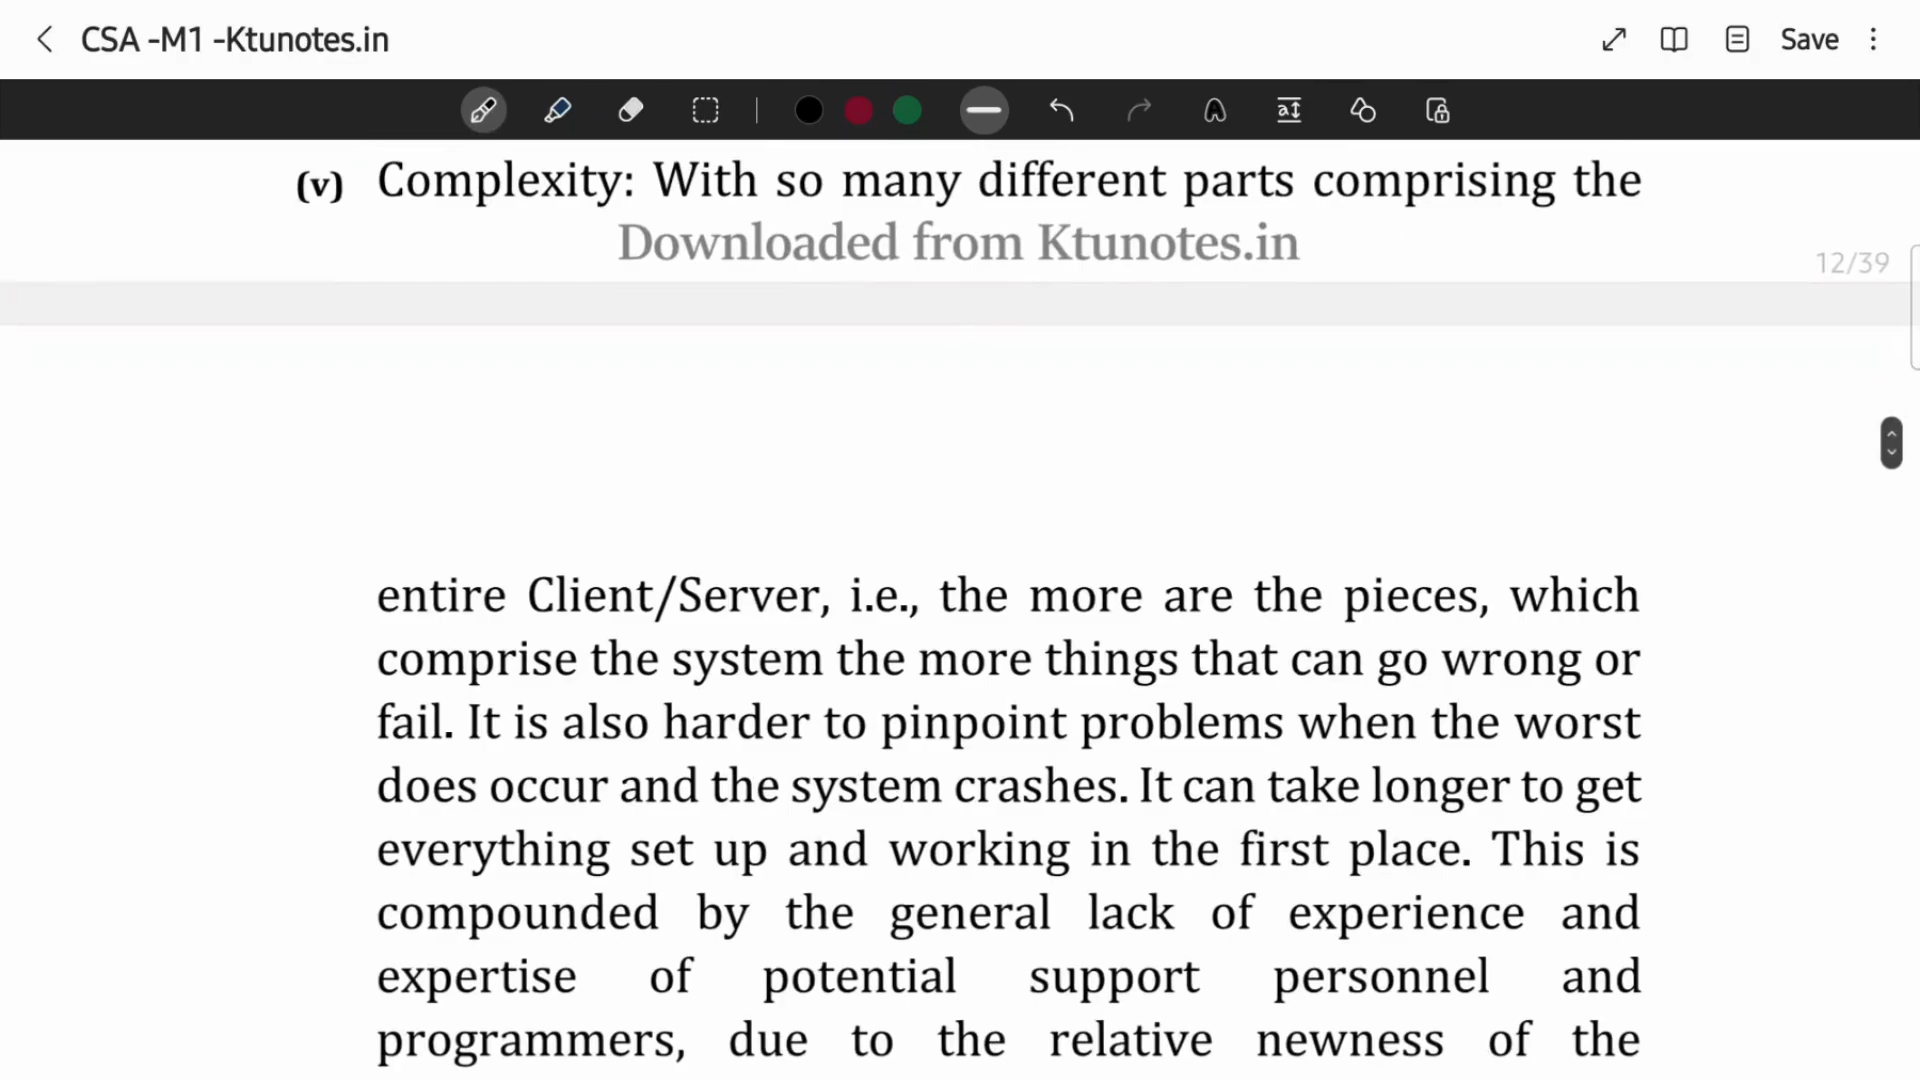 CSA -M1 -Ktunotes.in
Save
(v) Complexity: With so many different parts comprising the
Downloaded from Ktunotes.in
12/39
entire Client/Server, i.e., the more are the pieces, which
comprise the system the more things that can go wrong or
fail. It is also harder to pinpoint problems when the worst
does occur and the system crashes. It can take longer to get
everything set up and working in the first place. This is
compounded by the general lack of experience and
expertise of potential support personnel and
programmers, due to the relative newness of the